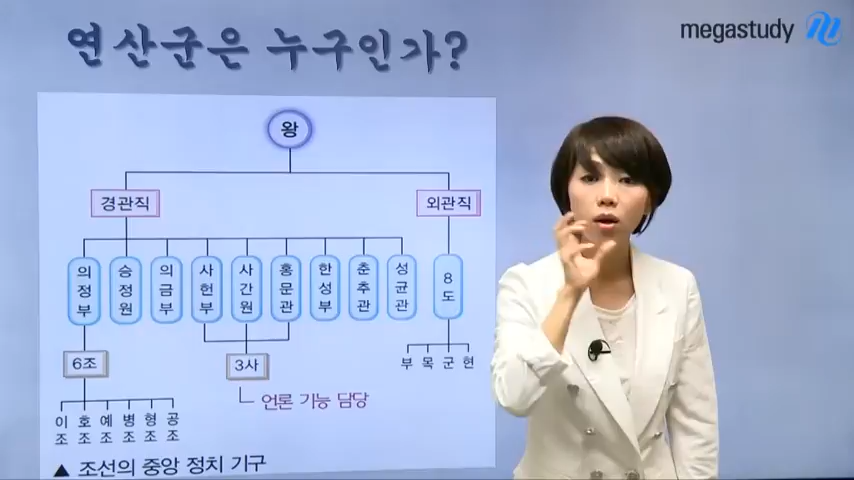 연산군은 누구인가?
megastudy
왕
경관직
외관직
의정부
승정원
의금부
사헌부
사간원
홍문관
한성부
춘추관
성균관
8도
6조
3사
부 목 군 현
언론 기능 담당
이조
호조
예조
병조
형조
공조
▲ 조선의 중앙 정치 기구